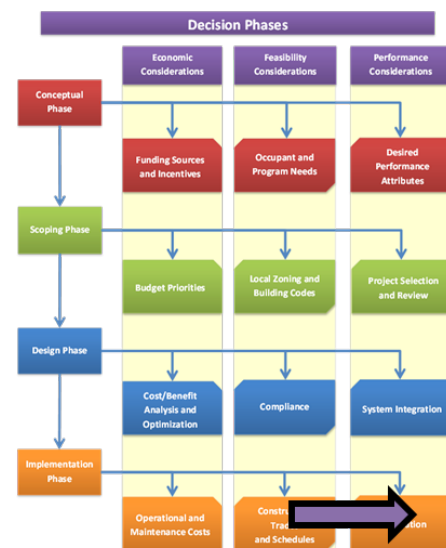 Decision Phases
Economic
Considerations
Feasibility
Considerations
Performance
Considerations
Conceptual
Phase
Funding Sources
and Incentives
Occupant and
Program Needs
Desired
Performance
Attributes
Scoping Phase
Budget Priorities
Local Zoning and
Building Codes
Project Selection
and Review
Design Phase
Cost/Benefit
Analysis and
Optimization
Compliance
System Integration
Implementation
Phase
Operational and
Maintenance Costs
and Schedules